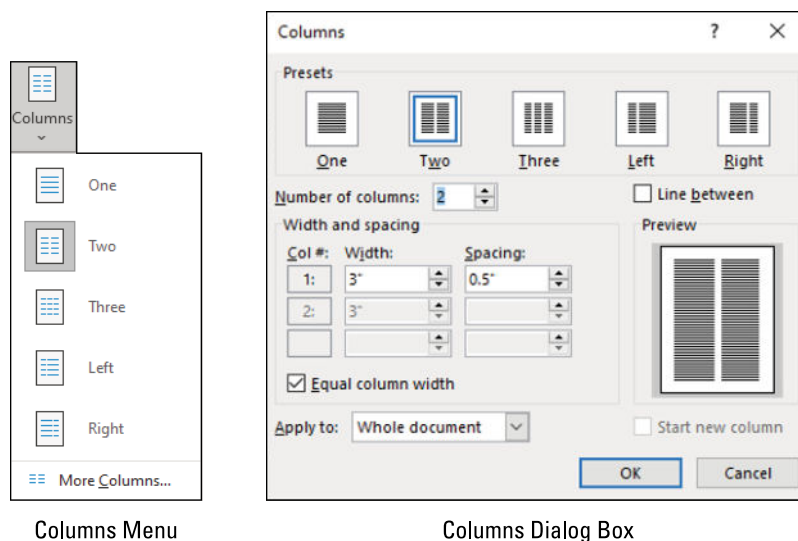 Columns
One
Two
Three
Left
Right
More Columns...
Columns Menu
Columns ? X
Presets
One Two Three Left Right
Number of columns: 2 Line between
Width and spacing Preview
Col #: Width: Spacing:
1: 3" 0.5"
2: 3"
Equal column width
Apply to: Whole document Start new column
OK Cancel
Columns Dialog Box